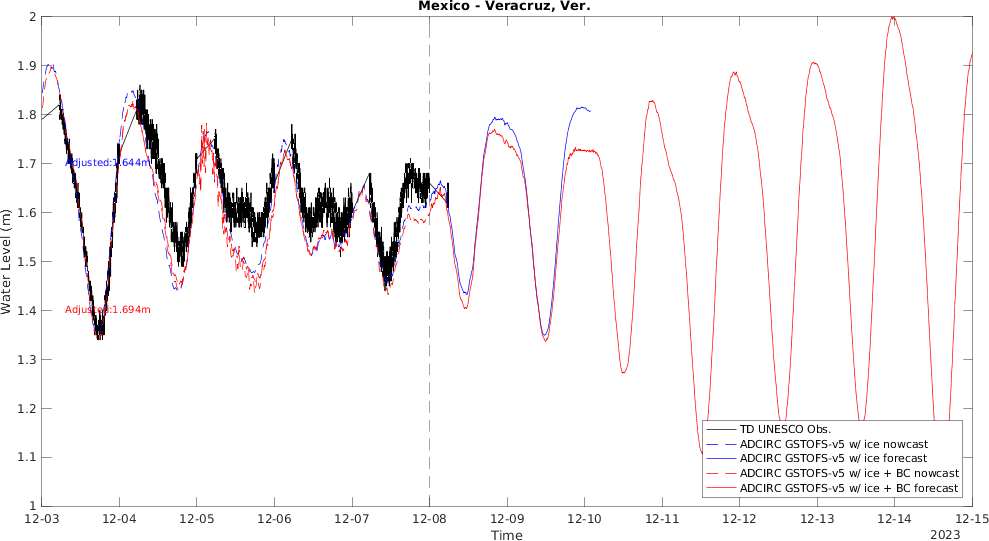 Mexico - Veracruz, Ver.
2
1.9
1.8
1.7
1.6
1.5
1.4
1.3
1.2
1.1
1
Water Level (m)
Adjusted:1.644m
Adjusted:1.694m
TD UNESCO Obs.
ADCIRC GSTOFS-v5 w/ ice nowcast
ADCIRC GSTOFS-v5 w/ ice forecast
ADCIRC GSTOFS-v5 w/ ice + BC nowcast
ADCIRC GSTOFS-v5 w/ ice + BC forecast
12-03 12-04 12-05 12-06 12-07 12-08 12-09 12-10 12-11 12-12 12-13 12-14 12-15
Time
2023